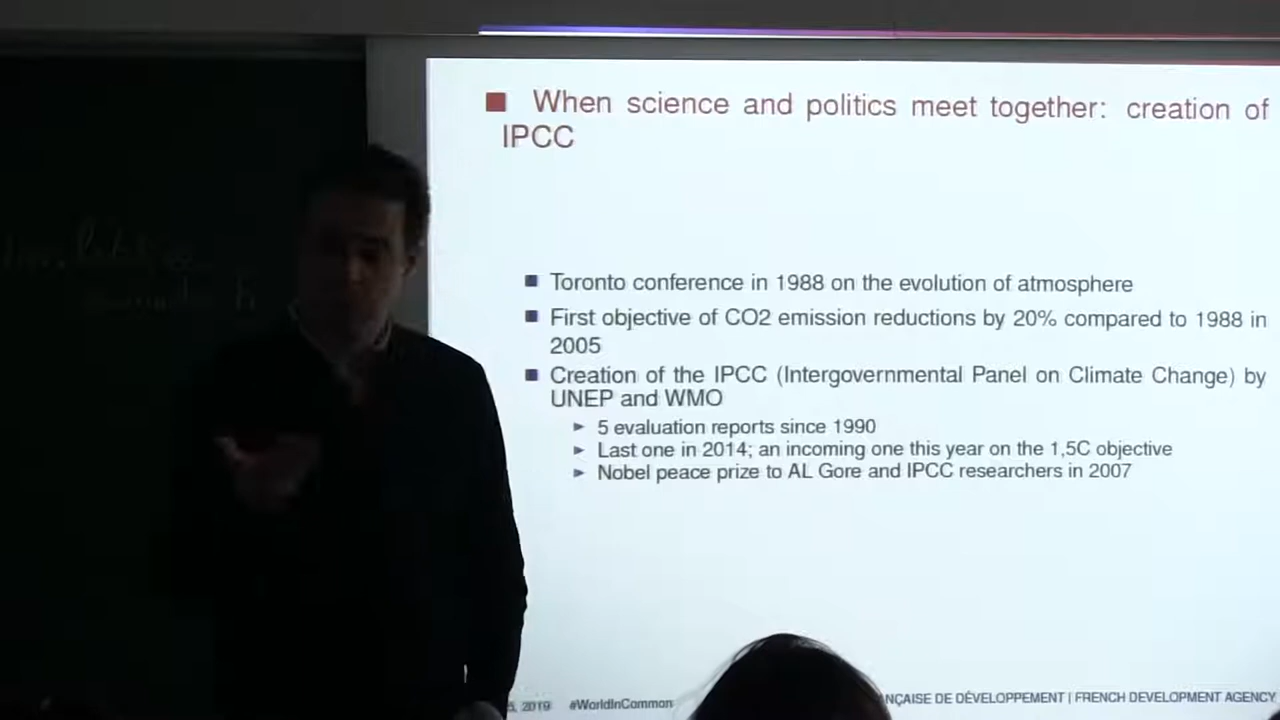 ■ When science and politics meet together: creation of
IPCC
■ Toronto conference in 1988 on the evolution of atmosphere
■ First objective of CO2 emission reductions by 20% compared to 1988 in
2005
■ Creation of the IPCC (Intergovernmental Panel on Climate Change) by
UNEP and WMO
► 5 evaluation reports since 1990
► Last one in 2014; an incoming one this year on the 1,5C objective
► Nobel peace prize to AL Gore and IPCC researchers in 2007
5, 2019 #WorldInCommon NÇAISE DE DÉVELOPPEMENT | FRENCH DEVELOPMENT AGENCY